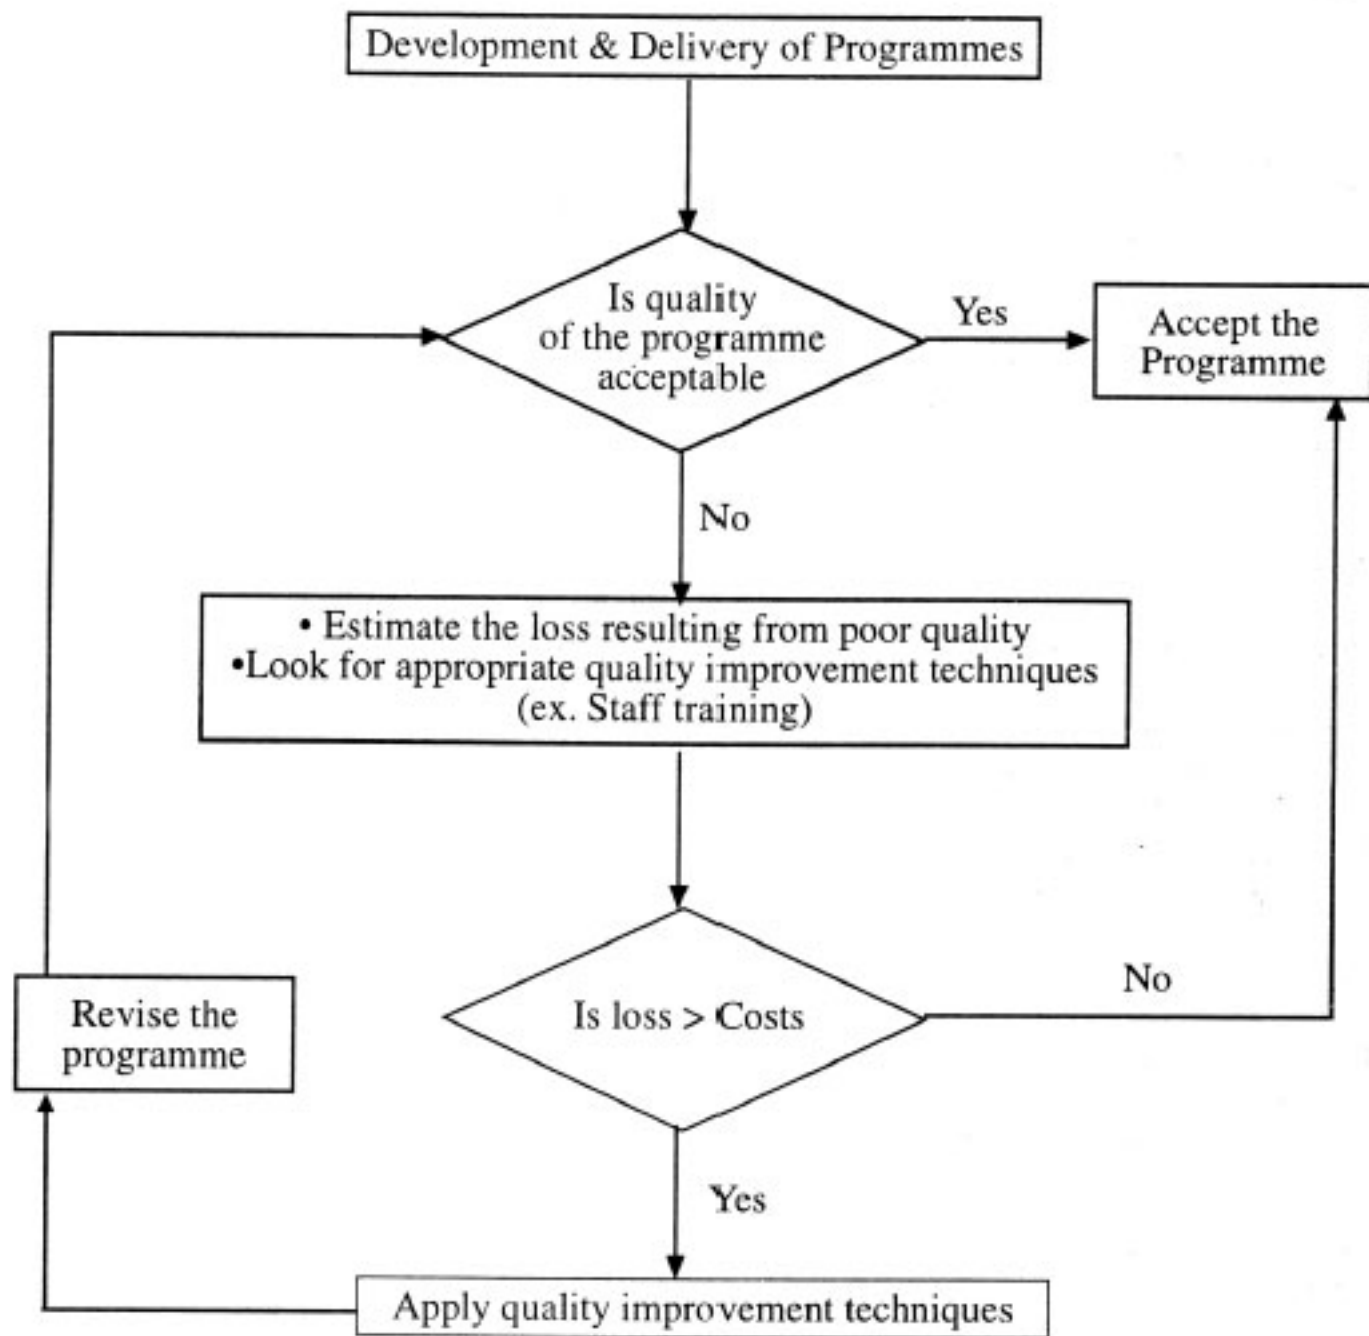 Development & Delivery of Programmes
Is quality
of the programme
acceptable
Yes
Accept the
Programme
No
• Estimate the loss resulting from poor quality
•Look for appropriate quality improvement techniques
(ex. Staff training)
Is loss > Costs
No
Revise the
programme
Yes
Apply quality improvement techniques